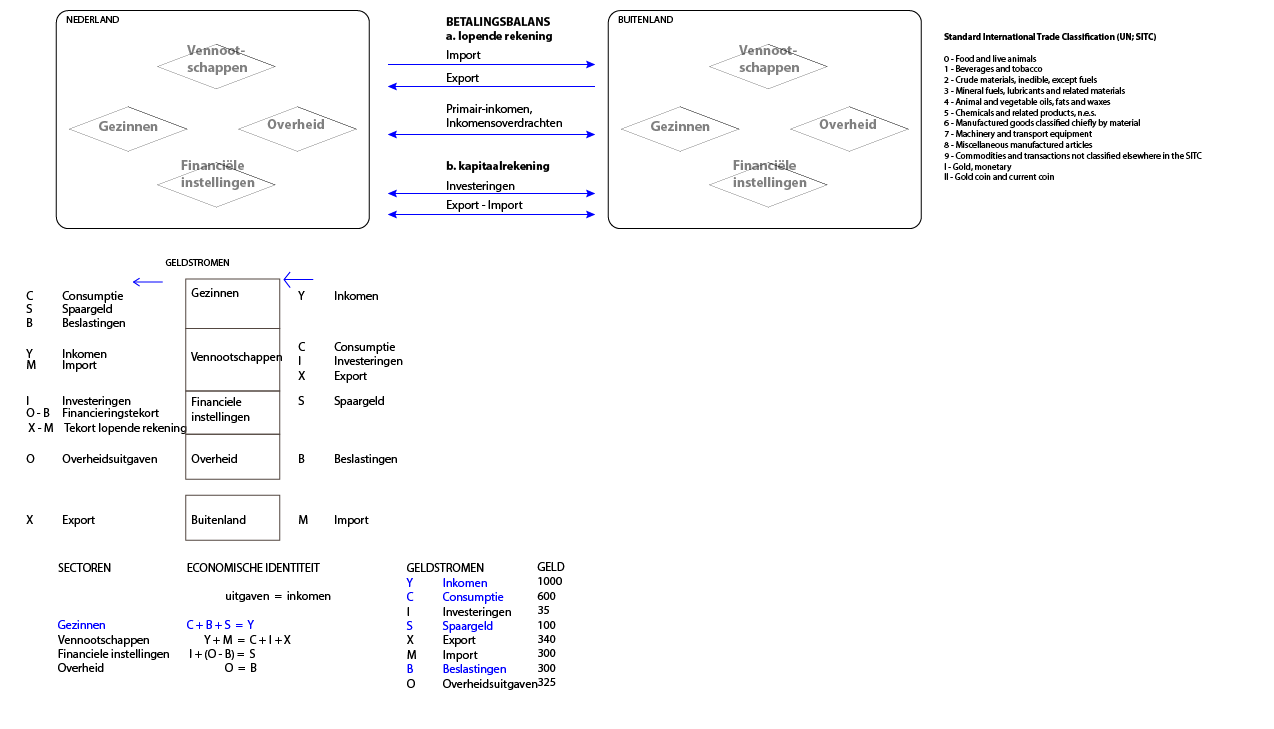 NEDERLAND
Vennoot-
schappen
Gezinnen
Overheid
Financiële
instellingen
BETALINGSBALANS
a. lopende rekening
Import
Export
Primair-inkomen,
Inkomensoverdrachten
b. kapitaalrekening
Investeringen
Export - Import
BUITENLAND
Vennoot-
schappen
Gezinnen
Overheid
Financiële
instellingen
Standard International Trade Classification (UN; SITC)
0 - Food and live animals
1 - Beverages and tobacco
2 - Crude materials, inedible, except fuels
3 - Mineral fuels, lubricants and related materials
4 - Animal and vegetable oils, fats and waxes
5 - Chemicals and related products, n.e.s.
6 - Manufactured goods classified chiefly by material
7 - Machinery and transport equipment
8 - Miscellaneous manufactured articles
9 - Commodities and transactions not classified elsewhere in the SITC
I - Gold, monetary
II - Gold coin and current coin
GELDSTROMEN
C Consumptie
S Spaargeld
B Beslastingen
Gezinnen
Y Inkomen
Y Inkomen
M Import
Vennootschappen
C Consumptie
I Investeringen
X Export
I Investeringen
O - B Financieringstekort
X - M Tekort lopende rekening
Financiele
instellingen
S Spaargeld
O Overheidsuitgaven
Overheid
B Beslastingen
X Export
Buitenland
M Import
SECTOREN ECONOMISCHE IDENTITEIT
uitgaven = inkomen
Gezinnen C + B + S = Y
Vennootschappen Y + M = C + I + X
Financiele instellingen I + (O - B) = S
Overheid O = B
GELDSTROMEN GELD
Y Inkomen 1000
C Consumptie 600
I Investeringen 35
S Spaargeld 100
X Export 340
M Import 300
B Beslastingen 300
O Overheidsuitgaven 325